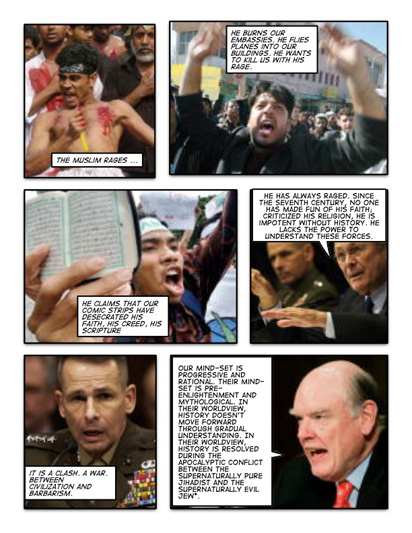 THE MUSLIM RAGES ...
HE BURNS OUR
EMBASSIES. HE FLIES
PLANES INTO OUR
BUILDINGS. HE WANTS
TO KILL US WITH HIS
RAGE.
HE CLAIMS THAT OUR
COMIC STRIPS HAVE
DESECRATED HIS
FAITH, HIS CREED, HIS
SCRIPTURE
HE HAS ALWAYS RAGED. SINCE
THE SEVENTH CENTURY, NO ONE
HAS MADE FUN OF HIS FAITH;
CRITICIZED HIS RELIGION, HE IS
IMPOTENT WITHOUT HISTORY. HE
LACKS THE POWER TO
UNDERSTAND THESE FORCES.
IT IS A CLASH. A WAR.
BETWEEN
CIVILIZATION AND
BARBARISM.
OUR MIND-SET IS
PROGRESSIVE AND
RATIONAL. THEIR MIND-
SET IS PRE-
ENLIGHTENMENT AND
MYTHOLOGICAL. IN
THEIR WORLDVIEW,
HISTORY DOESN'T
MOVE FORWARD
THROUGH GRADUAL
UNDERSTANDING. IN
THEIR WORLDVIEW,
HISTORY IS RESOLVED
DURING THE
APOCALYPTIC CONFLICT
BETWEEN THE
SUPERNATURALLY PURE
JIHADIST AND THE
SUPERNATURALLY EVIL
JEW*.